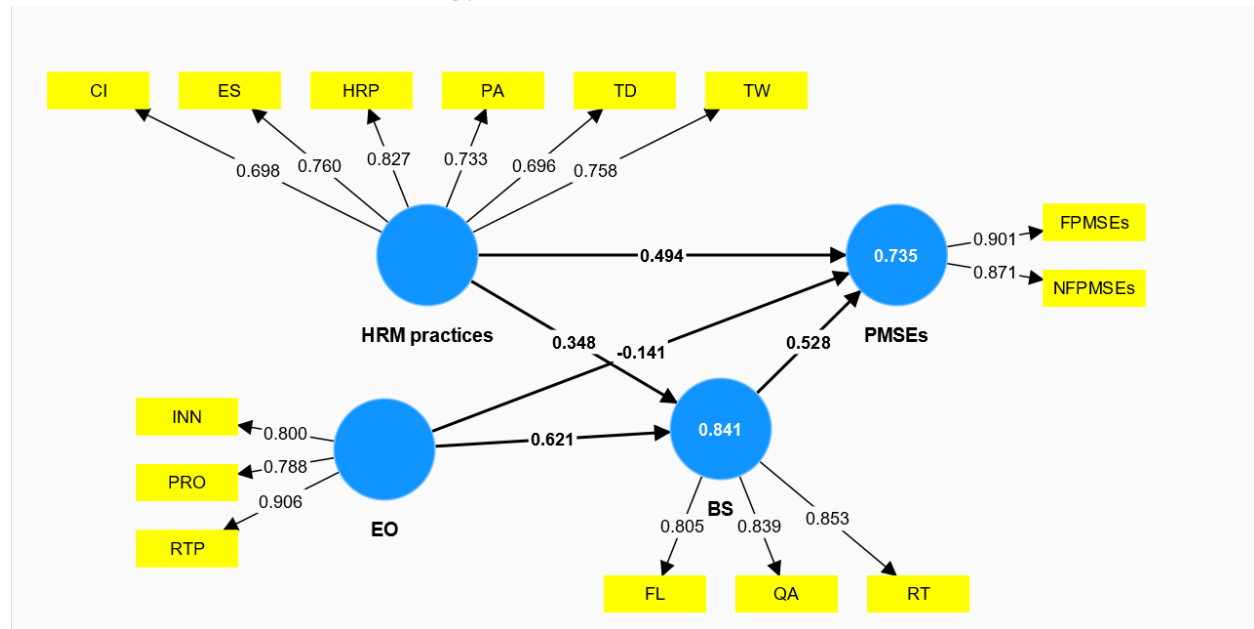 CI ES HRP PA TD TW
0.698 0.760 0.827 0.733 0.696 0.758
FPMSEs
0.901
0.494 0.735
0.871
NFPMSEs
HRM practices PMSEs
0.348 -0.141 0.528
INN
0.800
0.621 0.841
PRO 0.788
0.906
BS
RTP EO
0.805 0.839 0.853
FL QA RT